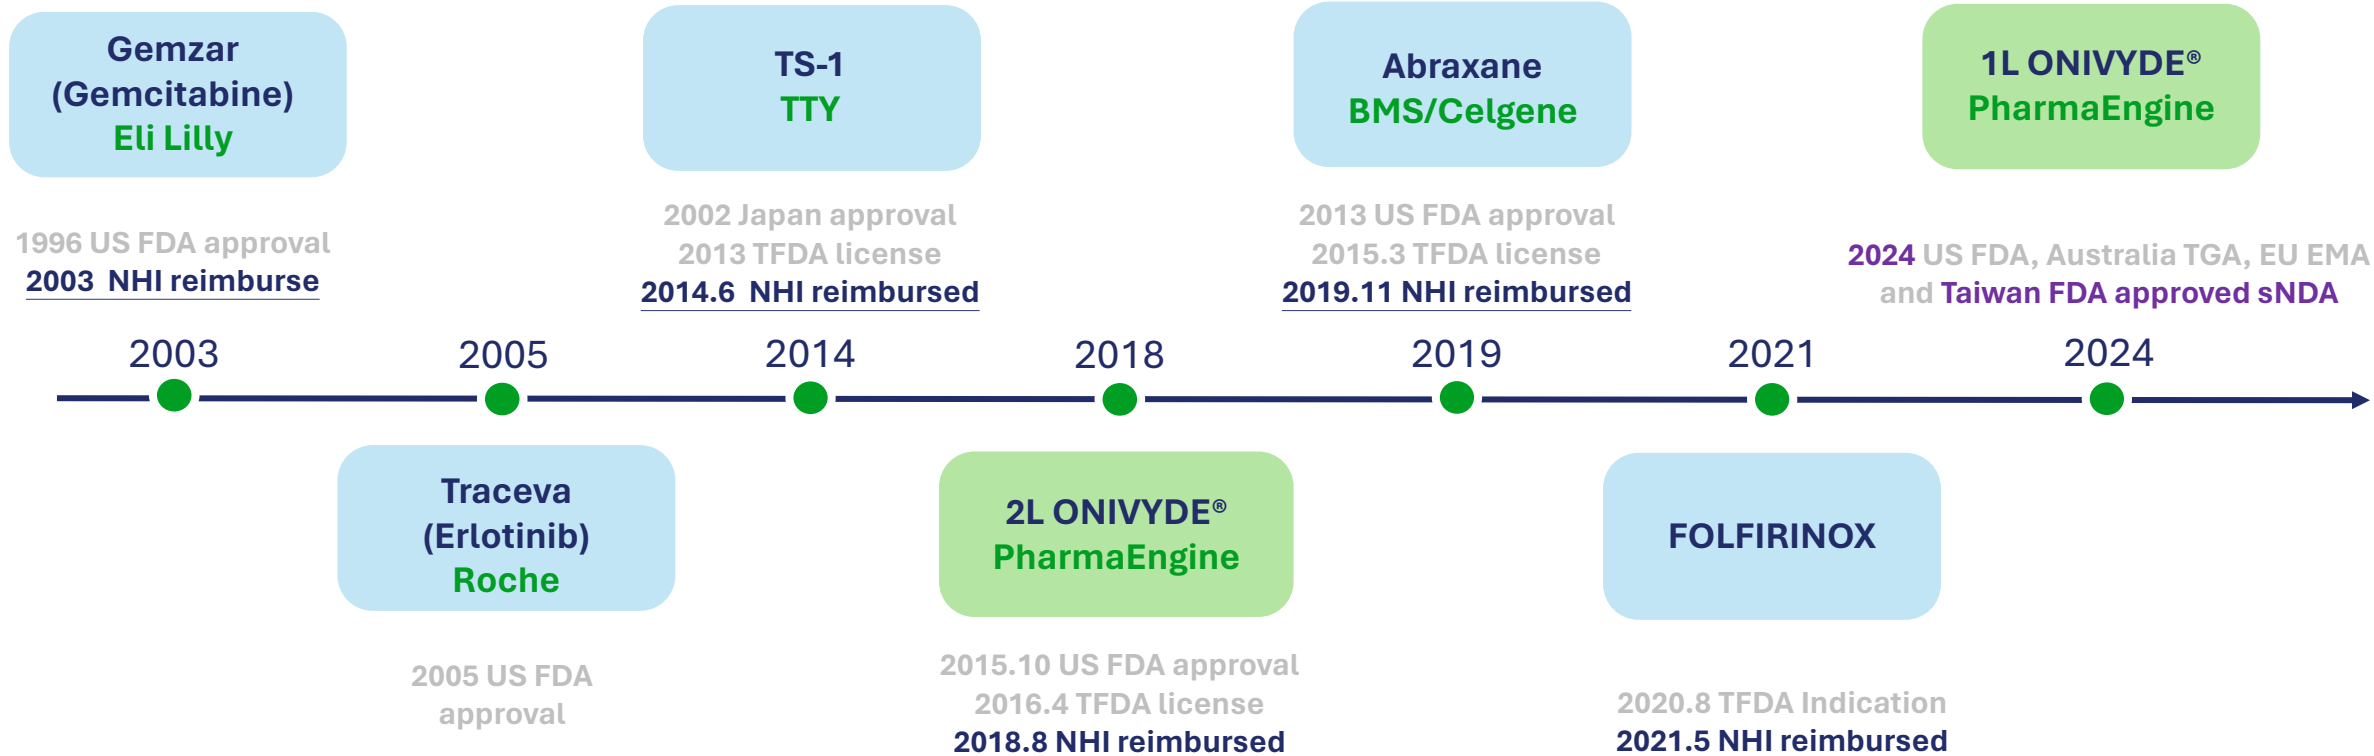 Gemzar
(Gemcitabine)
Eli Lilly
1996 US FDA approval
2003 NHI reimburse
TS-1
TTY
2002 Japan approval
2013 TFDA license
2014.6 NHI reimbursed
Abraxane
BMS/Celgene
2013 US FDA approval
2015.3 TFDA license
2019.11 NHI reimbursed
1L ONIVYDE®
PharmaEngine
2024 US FDA, Australia TGA, EU EMA
and Taiwan FDA approved sNDA
2003 2005 2014 2018 2019 2021 2024
Traceva
(Erlotinib)
Roche
2005 US FDA
approval
2L ONIVYDE®
PharmaEngine
2015.10 US FDA approval
2016.4 TFDA license
2018.8 NHI reimbursed
FOLFIRINOX
2020.8 TFDA Indication
2021.5 NHI reimbursed